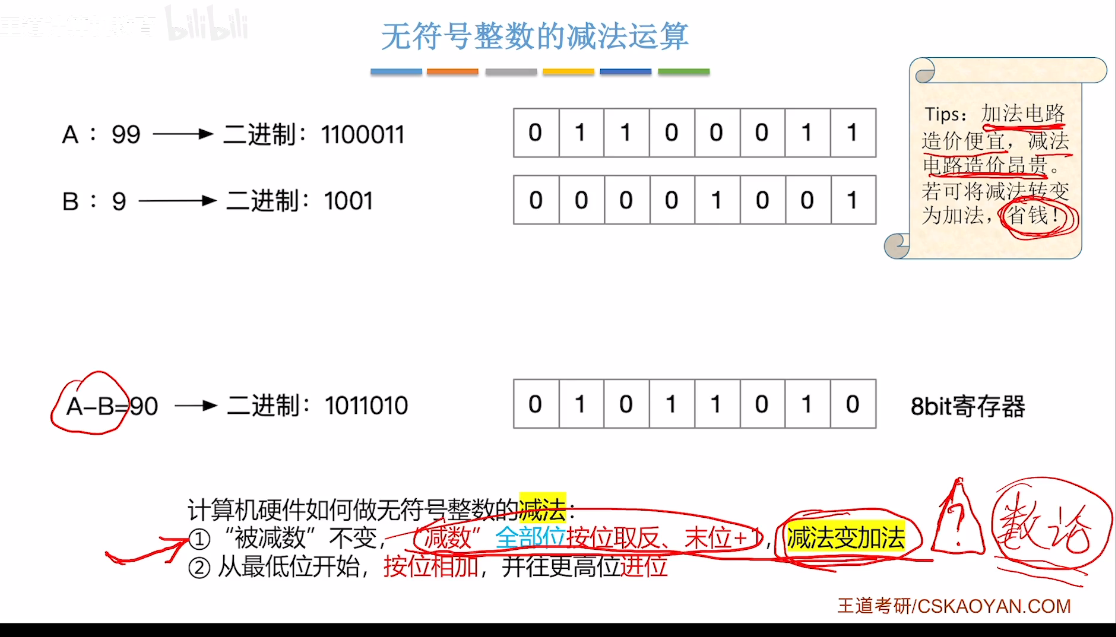 bilibili
无符号整数的减法运算
A : 99 → 二进制: 1100011
0 1 1 0 0 0 1 1
B : 9 → 二进制: 1001
0 0 0 0 1 0 0 1
Tips: 加法电路
造价便宜, 减法
电路造价昂贵。
若可将减法转变
为加法, 省钱!
A-B=90 → 二进制: 1011010
0 1 0 1 1 0 1 0
8bit寄存器
计算机硬件如何做无符号整数的减法:
① “被减数” 不变, “减数” 全部位按位取反、末位+1, 减法变加法
② 从最低位开始, 按位相加, 并往更高位进位
?
数论
王道考研/CSKAOYAN.COM